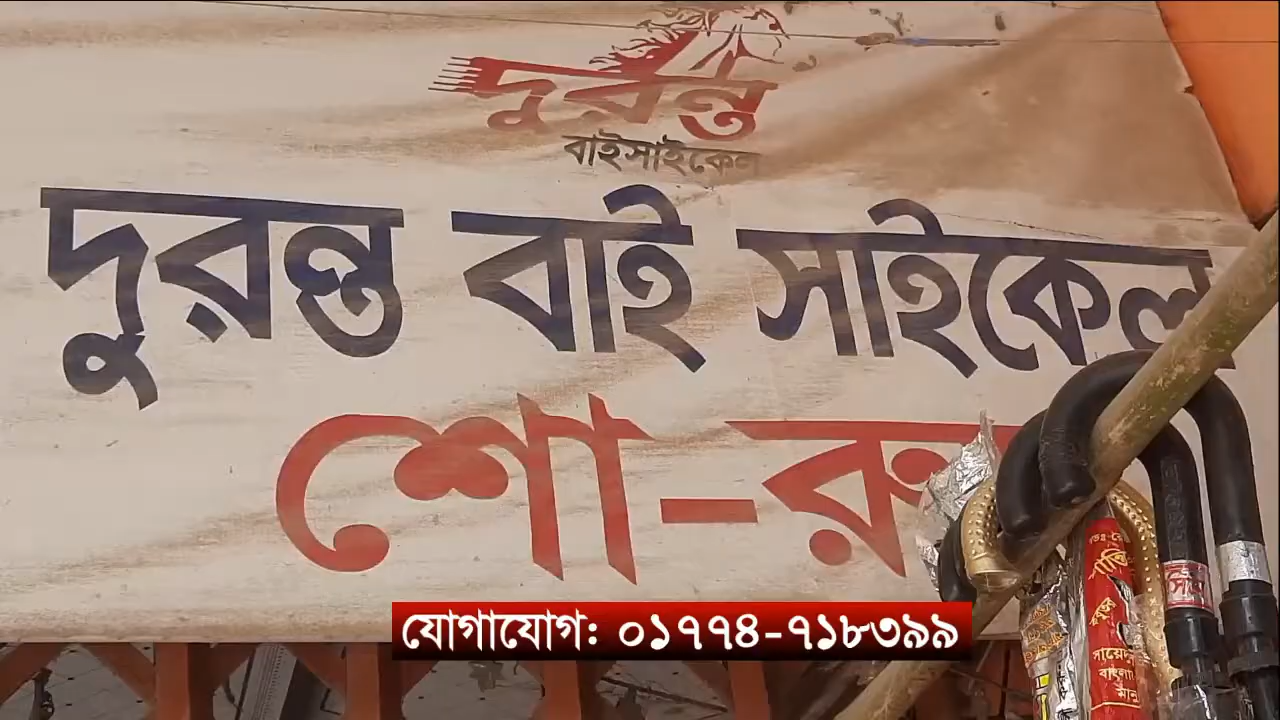 দুরন্ত
বাইসাইকেল
দুরন্ত বাই সাইকেল
শো-রুম
যোগাযোগঃ ০১৭৭৪-৭১৮৩৯৯